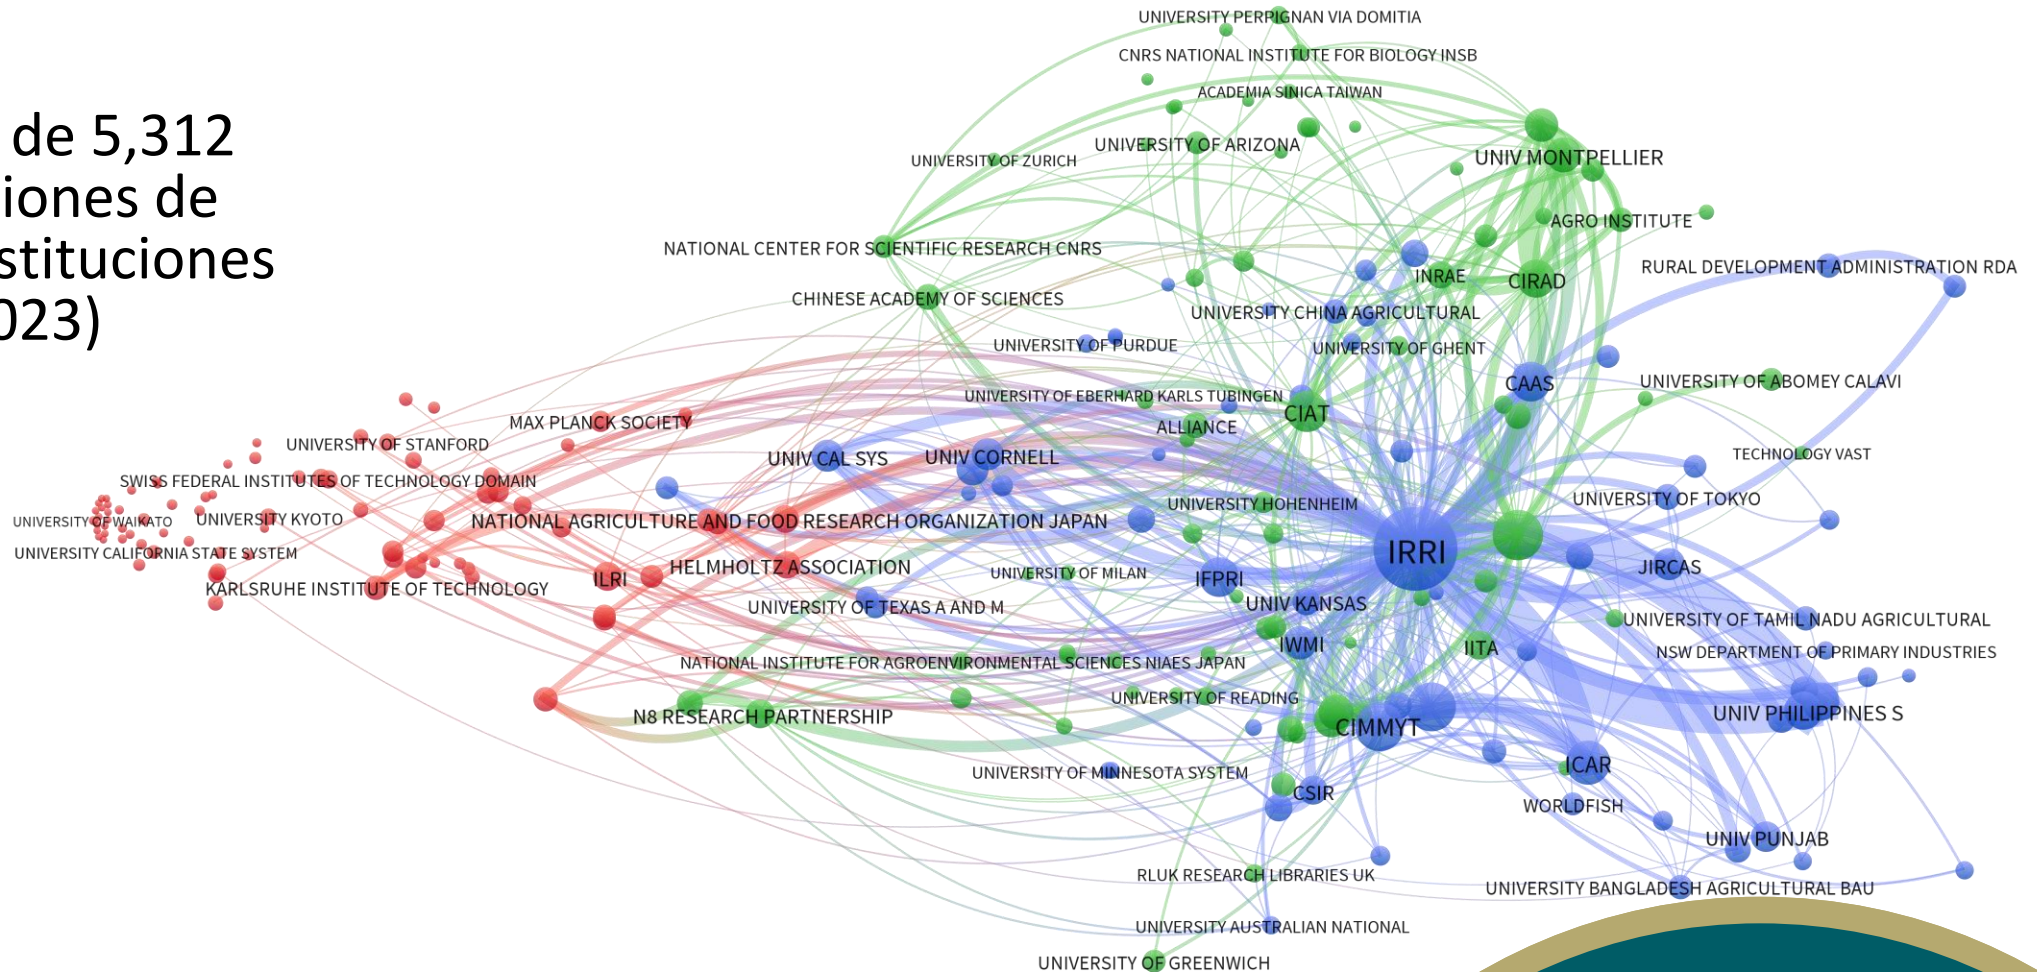 de 5,312
iones de
stituciones
023)
UNIVERSITY PERPIGNAN VIA DOMITIA
CNRS NATIONAL INSTITUTE FOR BIOLOGY INSB
ACADEMIA SINICA TAIWAN
UNIVERSITY OF ARIZONA
UNIVERSITY OF ZURICH
UNIV MONTPELLIER
AGRO INSTITUTE
NATIONAL CENTER FOR SCIENTIFIC RESEARCH CNRS
INRAE
CIRAD
RURAL DEVELOPMENT ADMINISTRATION RDA
CHINESE ACADEMY OF SCIENCES
UNIVERSITY CHINA AGRICULTURAL
UNIVERSITY OF PURDUE
UNIVERSITY OF GHENT
CAAS
UNIVERSITY OF ABOMEY CALAVI
UNIVERSITY OF EBERHARD KARLS TUBINGEN
CIAT
MAX PLANCK SOCIETY
ALLIANCE
UNIVERSITY OF STANFORD
UNIV CAL SYS
UNIV CORNELL
TECHNOLOGY VAST
SWISS FEDERAL INSTITUTES OF TECHNOLOGY DOMAIN
UNIVERSITY HOHENHEIM
UNIVERSITY OF TOKYO
UNIVERSITY OF WAIKATO
UNIVERSITY KYOTO
NATIONAL AGRICULTURE AND FOOD RESEARCH ORGANIZATION JAPAN
IRRI
UNIVERSITY CALIFORNIA STATE SYSTEM
HELMHOLTZ ASSOCIATION
JIRCAS
KARLSRUHE INSTITUTE OF TECHNOLOGY
ILRI
UNIVERSITY OF MILAN
IFPRI
UNIVERSITY OF TEXAS A AND M
UNIV KANSAS
UNIVERSITY OF TAMIL NADU AGRICULTURAL
IWMI
IITA
NSW DEPARTMENT OF PRIMARY INDUSTRIES
NATIONAL INSTITUTE FOR AGROENVIRONMENTAL SCIENCES NIAES JAPAN
UNIVERSITY OF READING
N8 RESEARCH PARTNERSHIP
CIMMYT
UNIV PHILIPPINES S
UNIVERSITY OF MINNESOTA SYSTEM
ICAR
CSIR
WORLDFISH
UNIV PUNJAB
RLUK RESEARCH LIBRARIES UK
UNIVERSITY BANGLADESH AGRICULTURAL BAU
UNIVERSITY AUSTRALIAN NATIONAL
UNIVERSITY OF GREENWICH